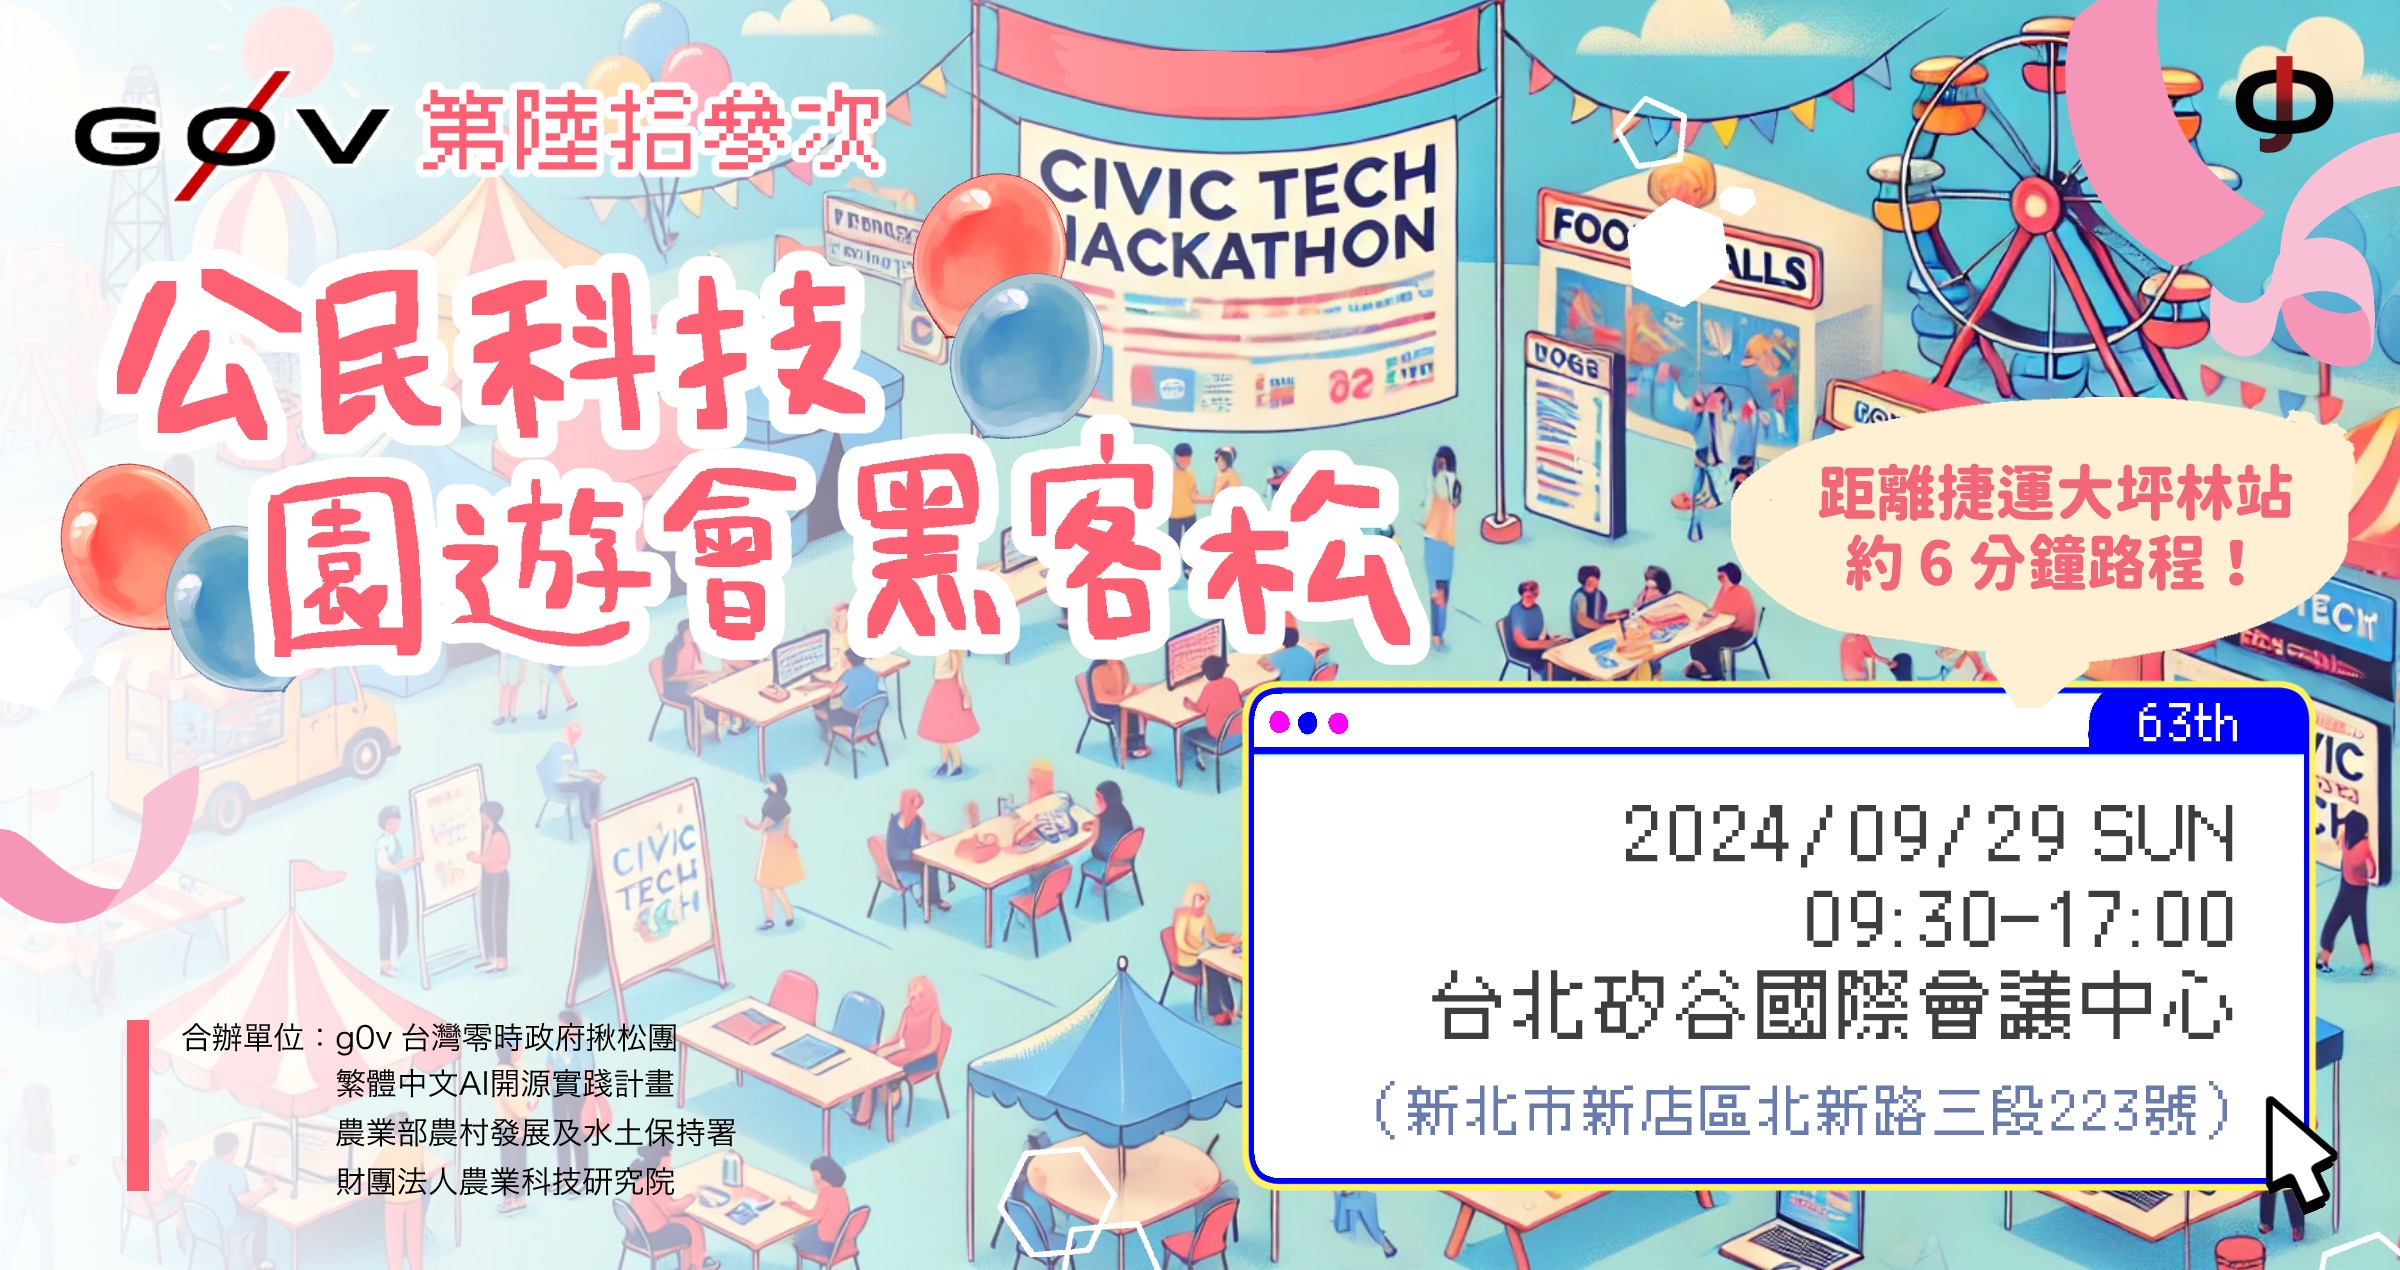 g0v 第陸拾參次
公民科技
園遊會黑客松
CIVIC TECH
HACKATHON
距離捷運大坪林站
約 6 分鐘路程！
63th
2024/09/29 SUN
09:30-17:00
台北矽谷國際會議中心
(新北市新店區北新路三段223號)
CIVIC
TECH
合辦單位：g0v 台灣零時政府揪松團
繁體中文AI開源實踐計畫
農業部農村發展及水土保持署
財團法人農業科技研究院